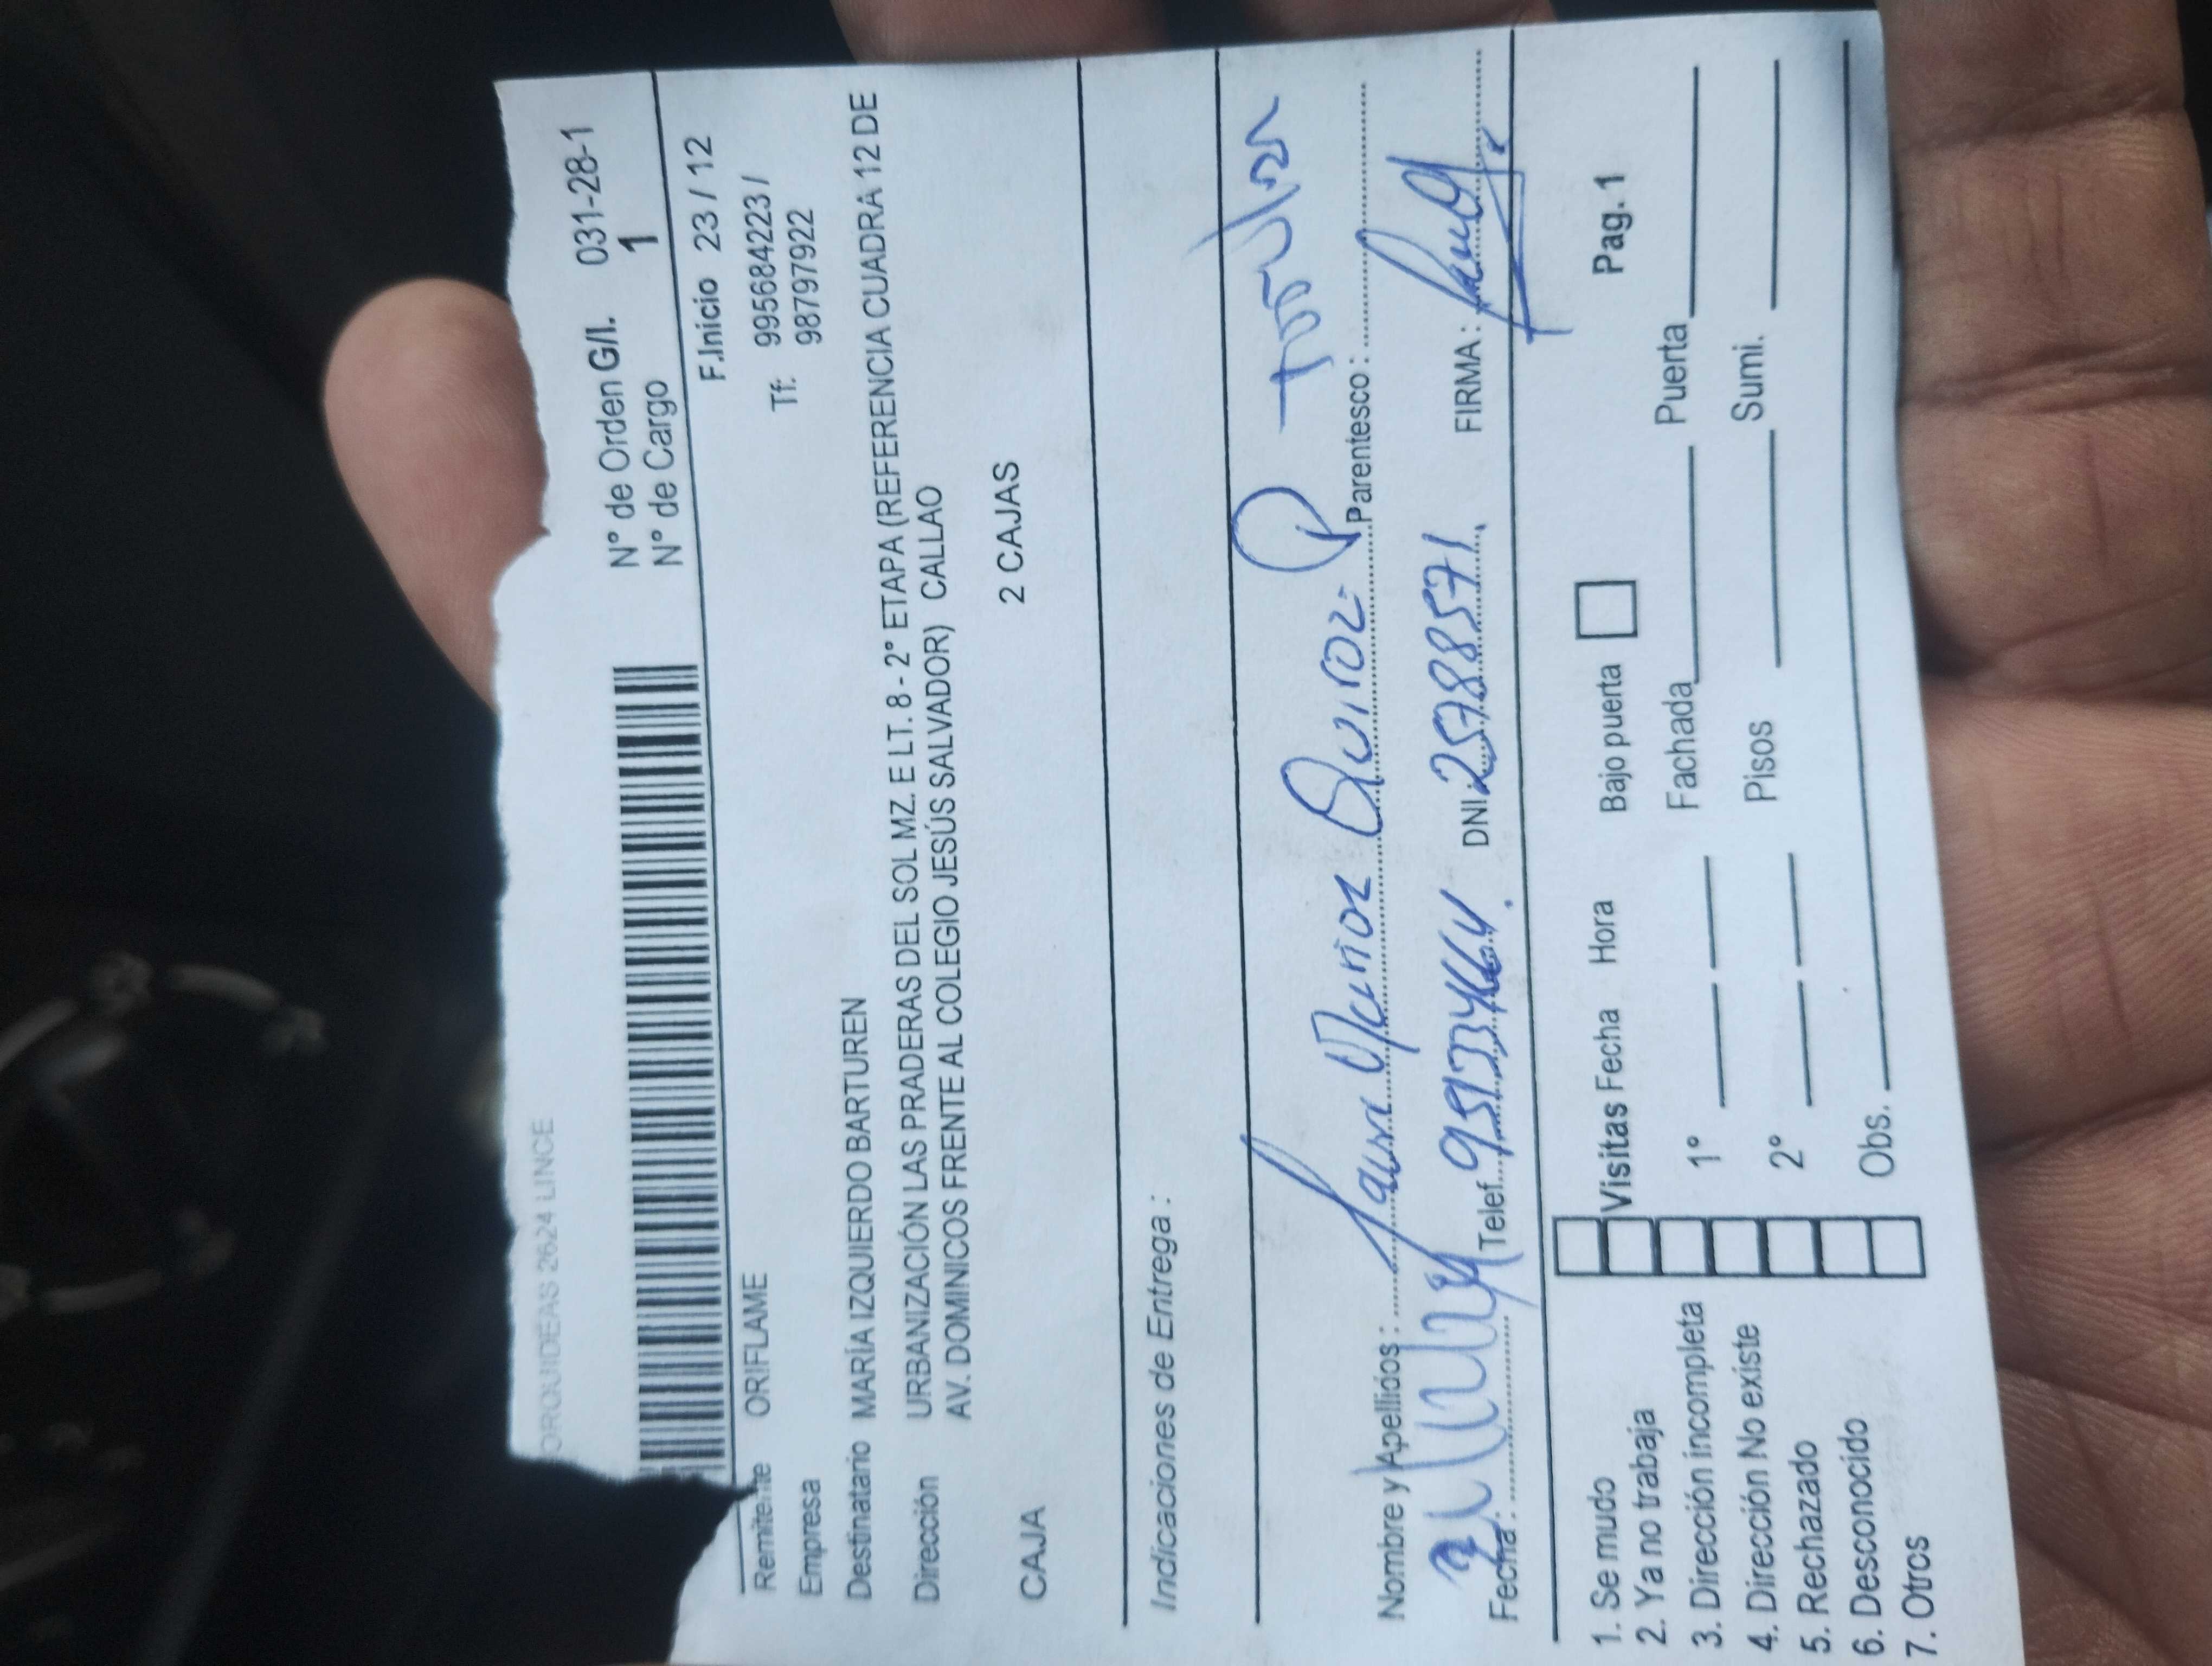 ORQUIDEAS 2624 LINCE
N° de Orden G/I. 031-28-1
N° de Cargo 1
Remitente ORIFLAME F.Inicio 23 / 12
Empresa Tf: 995684223 /
987797922
Destinatario MARÍA IZQUIERDO BARTUREN
Dirección URBANIZACIÓN LAS PRADERAS DEL SOL MZ. E LT. 8 - 2° ETAPA (REFERENCIA CUADRA 12 DE
AV. DOMINICOS FRENTE AL COLEGIO JESÚS SALVADOR) CALLAO
CAJA 2 CAJAS
Indicaciones de Entrega :
Nombre y Apellidos : Laura Muñoz Quiroz P Parentesco :
Fecha : Telef. DNI 25788571 FIRMA :
1. Se mudo
2. Ya no trabaja
3. Dirección incompleta
4. Dirección No existe
5. Rechazado
6. Desconocido
7. Otros
Visitas Fecha Hora Bajo puerta Pag. 1
1° Fachada Puerta
2° Pisos Sumi.
Obs.